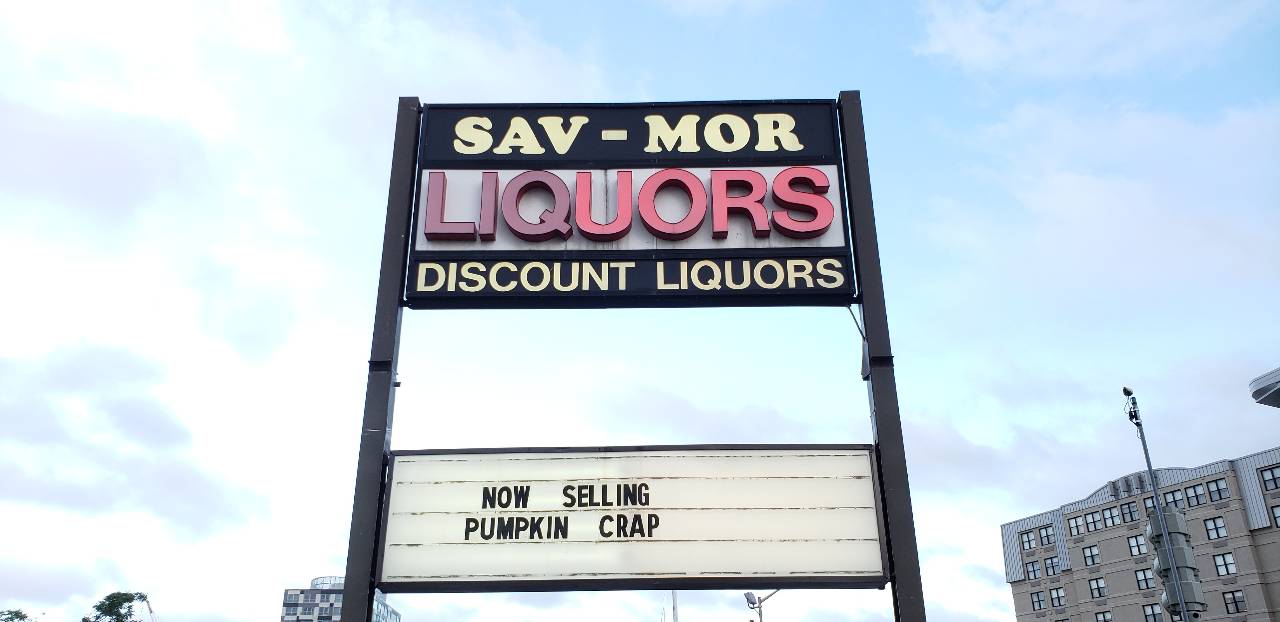 SAV-MOR
LIQUORS
DISCOUNT LIQUORS
NOW SELLING
PUMPKIN CRAP